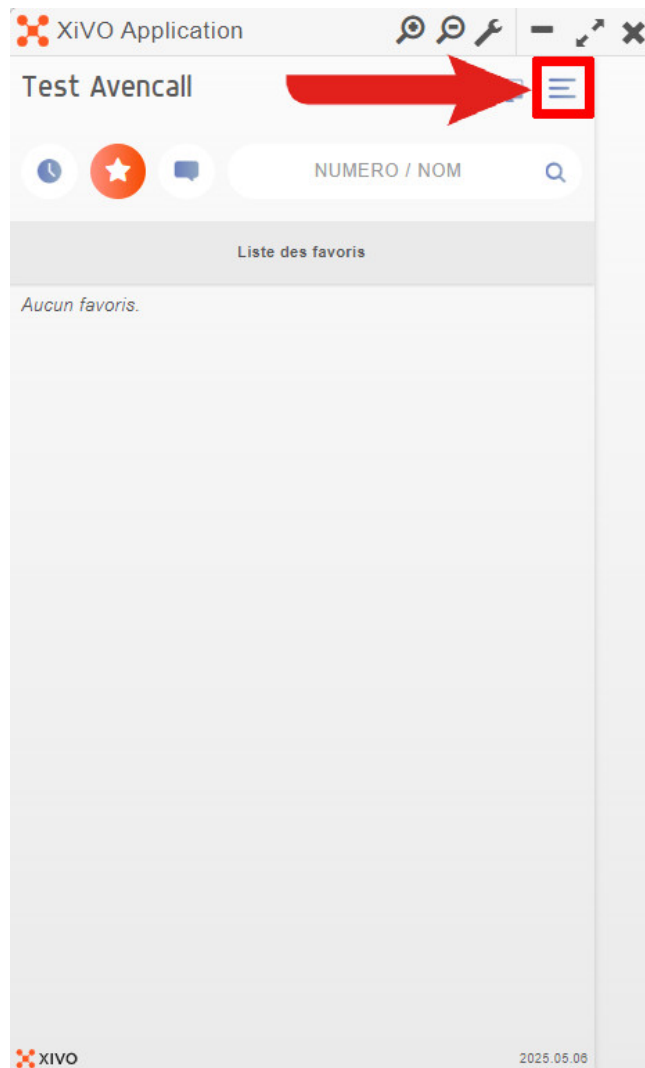 XiVO Application
Test Avencall
NUMERO / NOM
Liste des favoris
Aucun favoris.
XIVO
2025.05.06